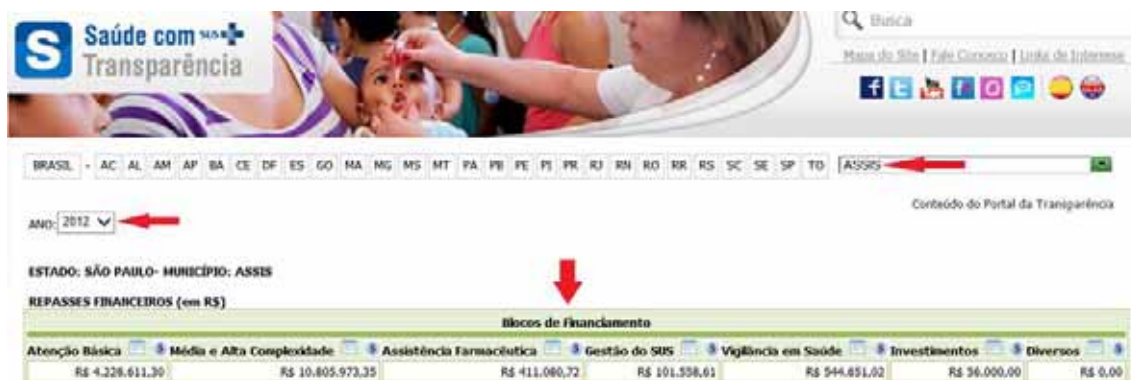 Saúde com SUS
Transparência
Busca
Mapa do Site | Fale Conosco | Links de Interesse
BRASIL - AC AL AM AP BA CE DF ES GO MA MG MS MT PA PB PE PI PR RJ RN RO RR RS SC SE SP TO ASSIS
Conteúdo do Portal da Transparência
ANO: 2012
ESTADO: SÃO PAULO- MUNICÍPIO: ASSIS
REPASSES FINANCEIROS (em R$)
Blocos de Financiamento
Atenção Básica Média e Alta Complexidade Assistência Farmacêutica Gestão do SUS Vigilância em Saúde Investimentos Diversos
R$ 4.228.611,30 R$ 10.805.973,35 R$ 411.080,72 R$ 101.558,61 R$ 544.651,02 R$ 56.000,00 R$ 0,00